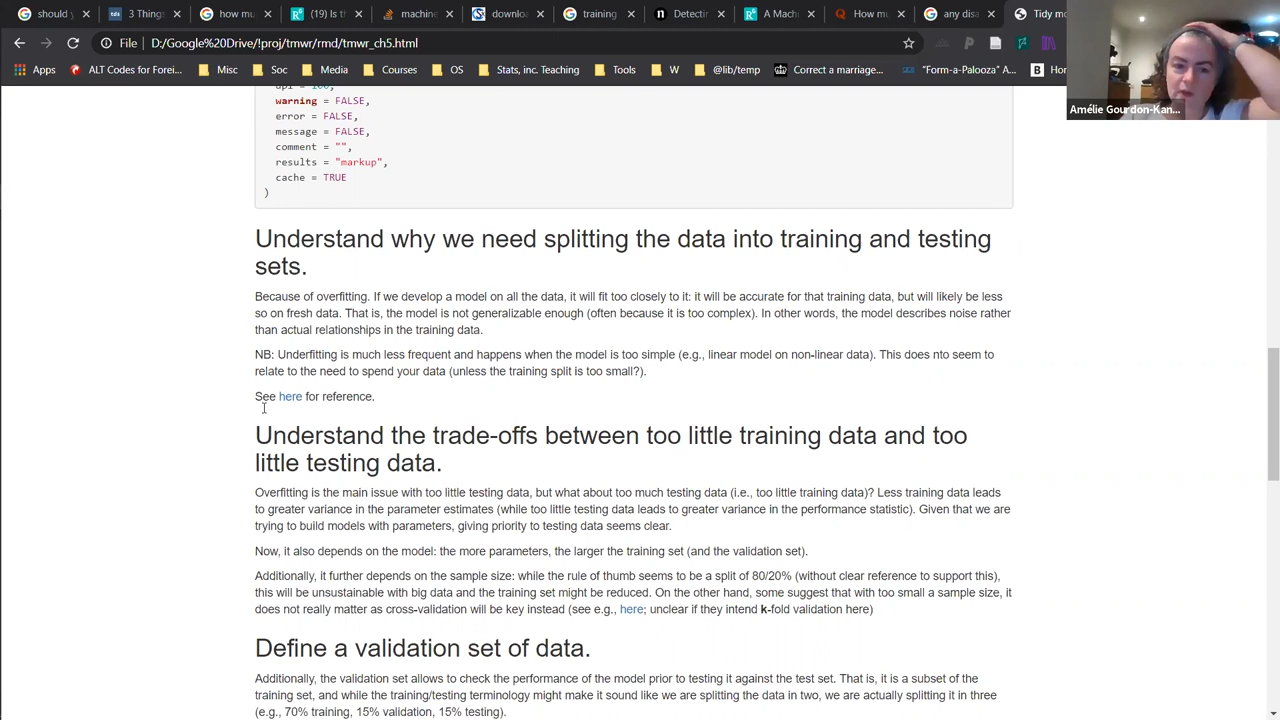 should y
3 Things
how mu
(19) Is th
machine
downloa
training
Detectin
A Machi
How mu
any disa
Tidy mo
File
D:/Google%20Drive/!proj/tmwr/rmd/tmwr_ch5.html
Apps
ALT Codes for Forei...
Misc
Soc
Media
Courses
OS
Stats, inc. Teaching
Tools
W
@lib/temp
Correct a marriage...
"Form-a-Palooza" A...
Amélie Gourdon-Kan...
warning = FALSE,
error = FALSE,
message = FALSE,
comment = "",
results = "markup",
cache = TRUE
)
Understand why we need splitting the data into training and testing
sets.
Because of overfitting. If we develop a model on all the data, it will fit too closely to it: it will be accurate for that training data, but will likely be less
so on fresh data. That is, the model is not generalizable enough (often because it is too complex). In other words, the model describes noise rather
than actual relationships in the training data.
NB: Underfitting is much less frequent and happens when the model is too simple (e.g., linear model on non-linear data). This does nto seem to
relate to the need to spend your data (unless the training split is too small?).
See here for reference.
Understand the trade-offs between too little training data and too
little testing data.
Overfitting is the main issue with too little testing data, but what about too much testing data (i.e., too little training data)? Less training data leads
to greater variance in the parameter estimates (while too little testing data leads to greater variance in the performance statistic). Given that we are
trying to build models with parameters, giving priority to testing data seems clear.
Now, it also depends on the model: the more parameters, the larger the training set (and the validation set).
Additionally, it further depends on the sample size: while the rule of thumb seems to be a split of 80/20% (without clear reference to support this),
this will be unsustainable with big data and the training set might be reduced. On the other hand, some suggest that with too small a sample size, it
does not really matter as cross-validation will be key instead (see e.g., here; unclear if they intend k-fold validation here)
Define a validation set of data.
Additionally, the validation set allows to check the performance of the model prior to testing it against the test set. That is, it is a subset of the
training set, and while the training/testing terminology might make it sound like we are splitting the data in two, we are actually splitting it in three
(e.g., 70% training, 15% validation, 15% testing).